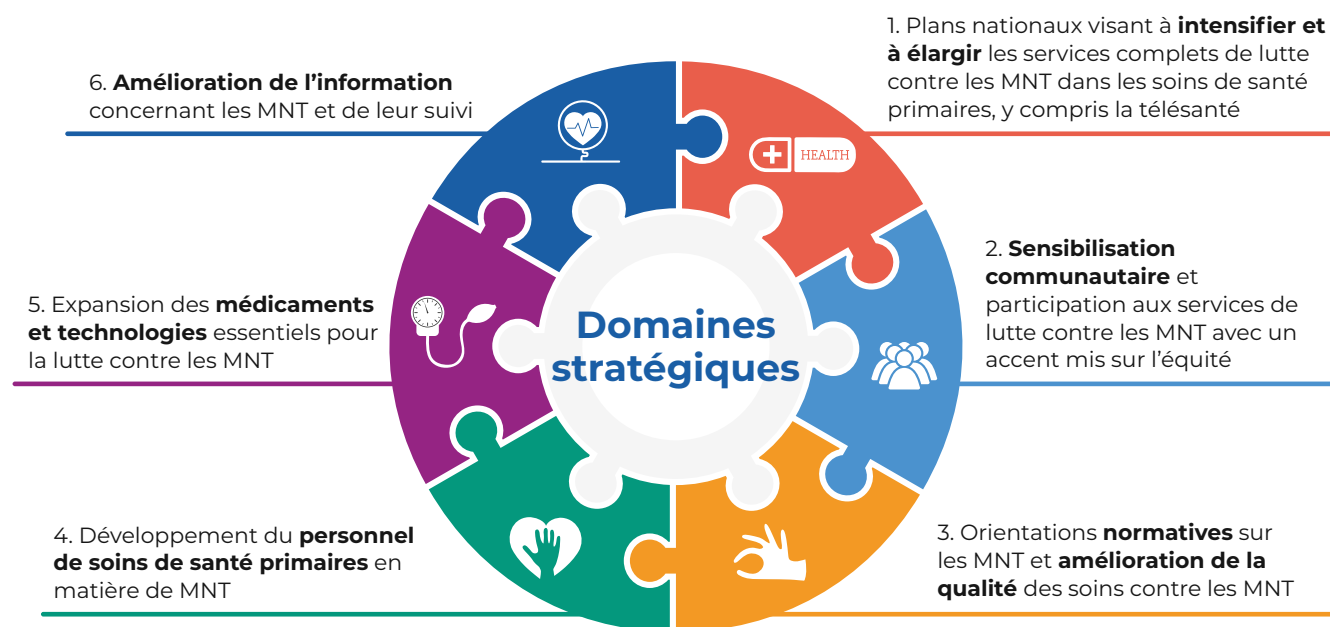 1. Plans nationaux visant à intensifier et
à élargir les services complets de lutte
contre les MNT dans les soins de santé
primaires, y compris la télésanté
HEALTH
2. Sensibilisation
communautaire et
participation aux services de
lutte contre les MNT avec un
accent mis sur l’équité
3. Orientations normatives sur
les MNT et amélioration de la
qualité des soins contre les MNT
4. Développement du personnel
de soins de santé primaires en
matière de MNT
5. Expansion des médicaments
et technologies essentiels pour
la lutte contre les MNT
6. Amélioration de l’information
concernant les MNT et de leur suivi
Domaines
stratégiques